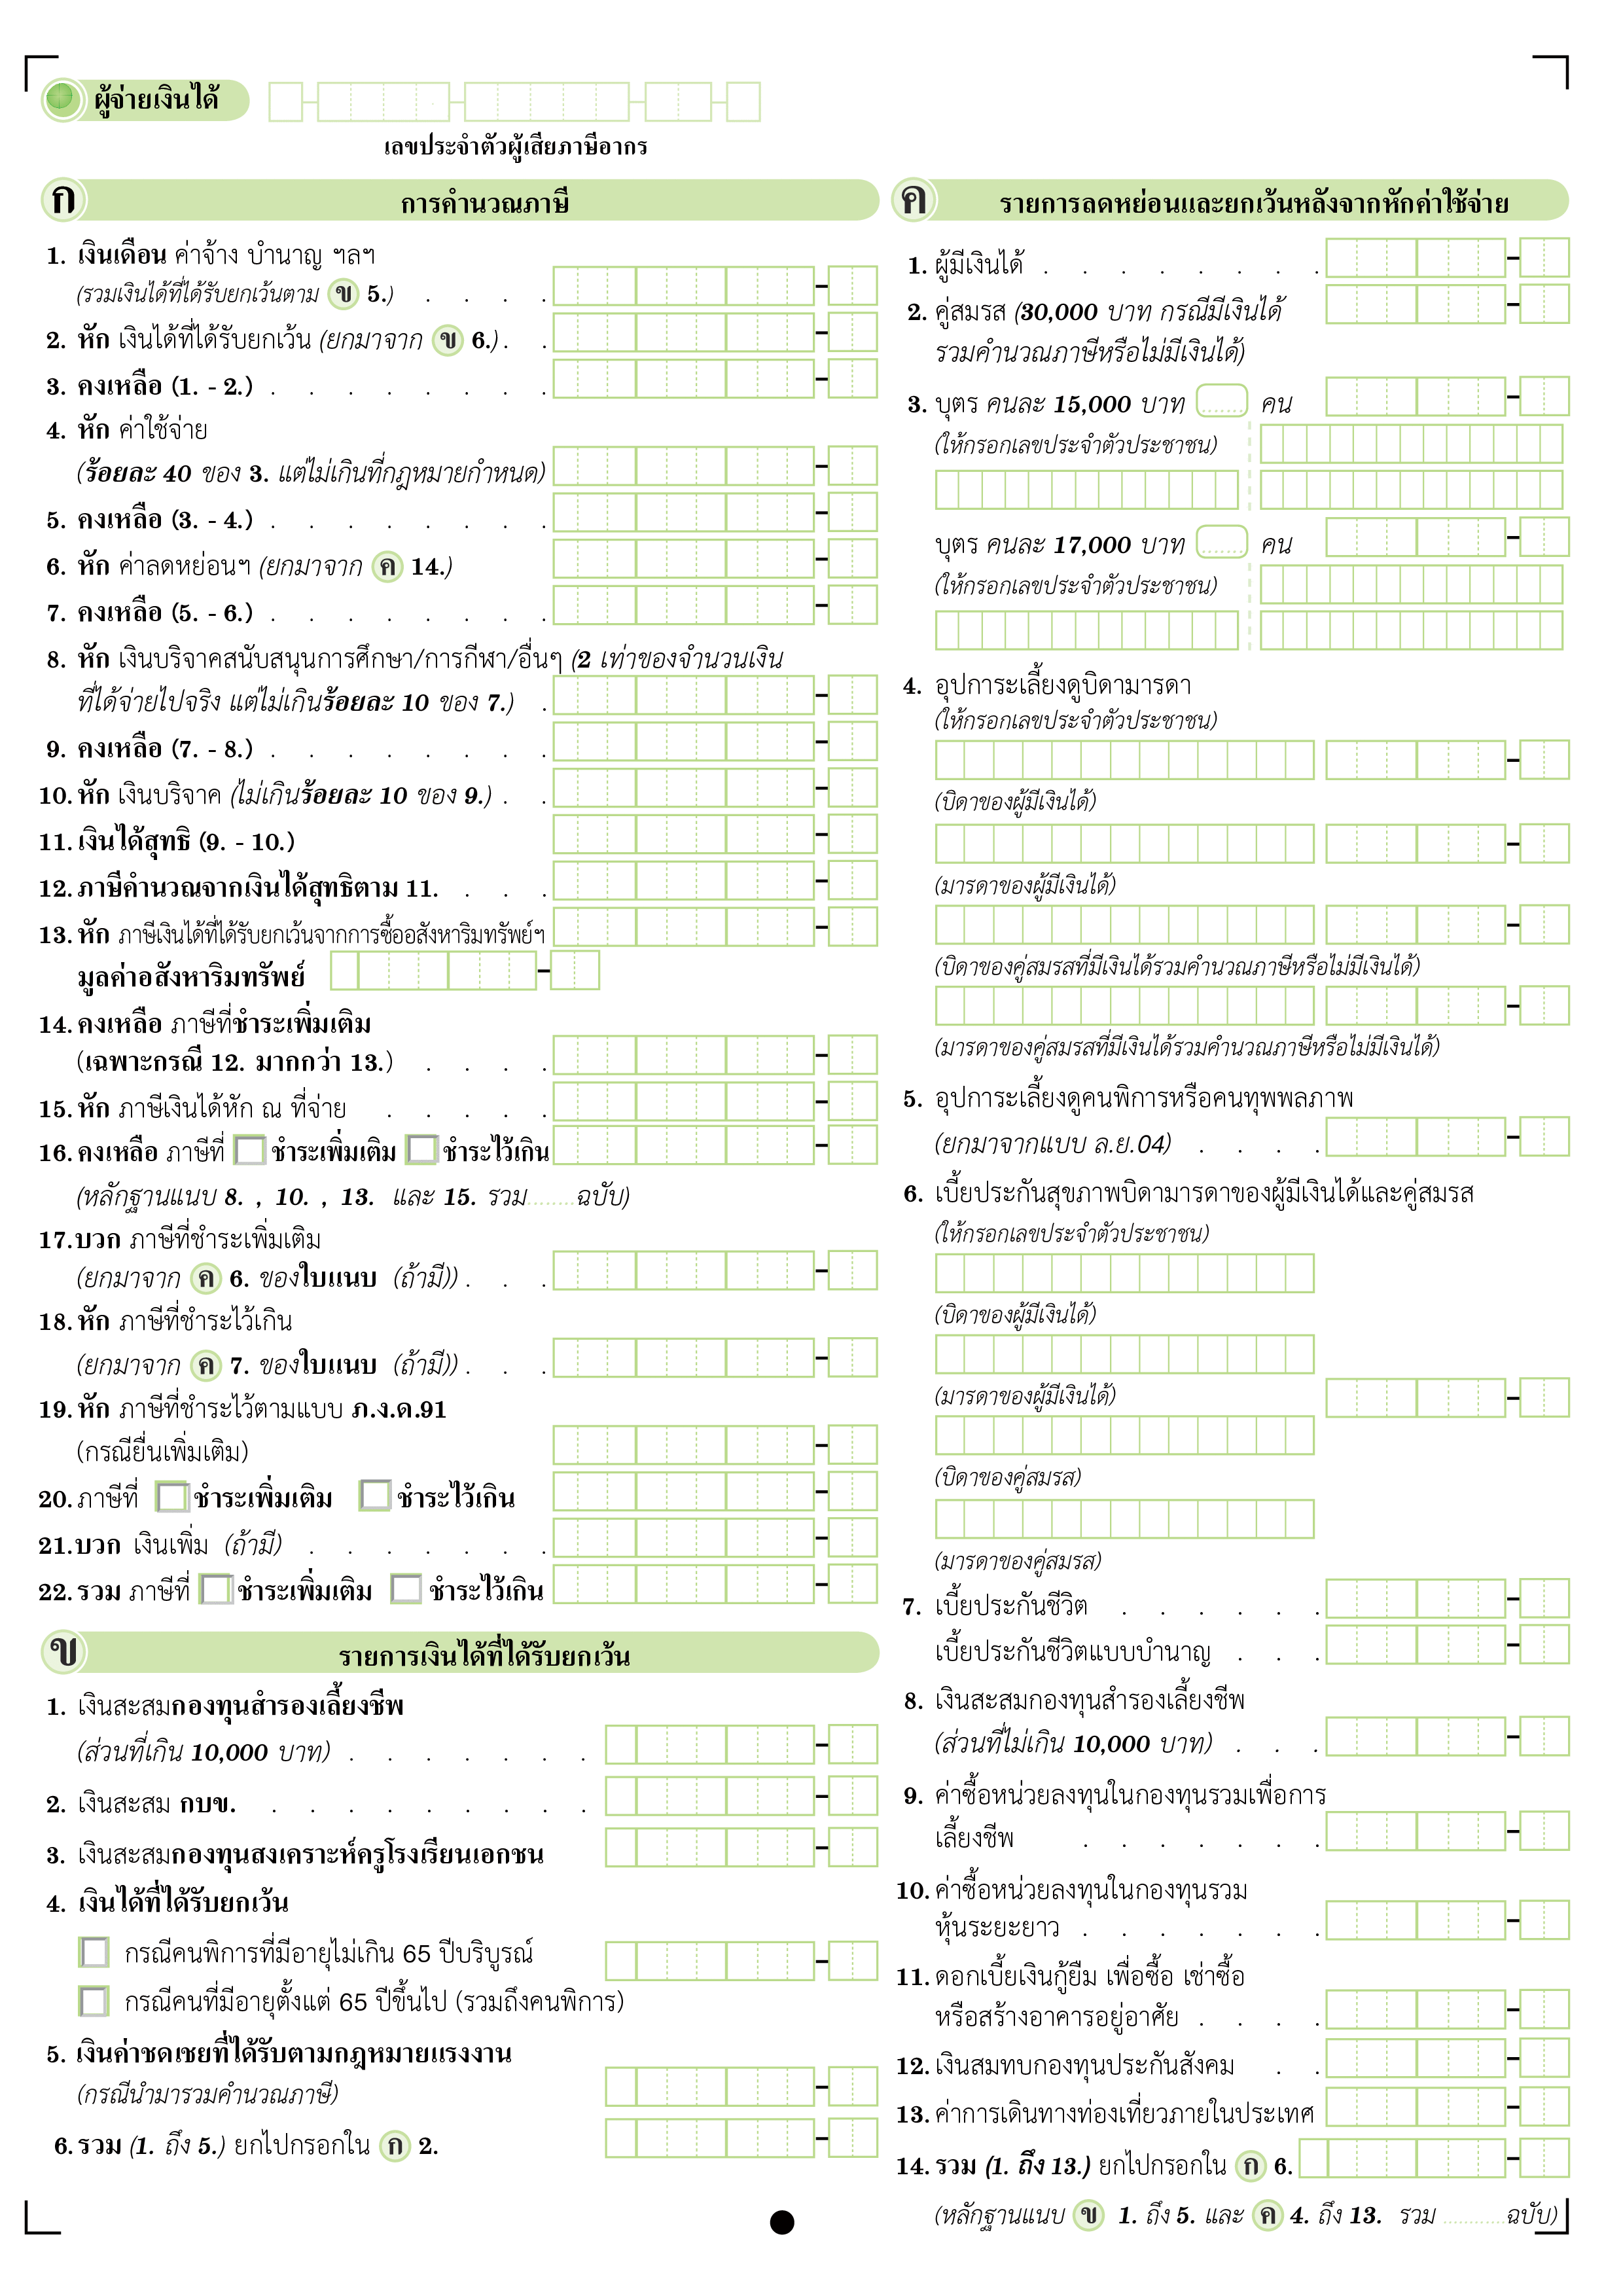 ผู้จ่ายเงินได้
เลขประจำตัวผู้เสียภาษีอากร
ก การคำนวณภาษี
1. เงินเดือน ค่าจ้าง บำนาญ ฯลฯ
(รวมเงินได้ที่ได้รับยกเว้นตาม ข 5.) . . . .
2. หัก เงินได้ที่ได้รับยกเว้น (ยกมาจาก ข 6.) . .
3. คงเหลือ (1. - 2.) . . . . . . . .
4. หัก ค่าใช้จ่าย
(ร้อยละ 40 ของ 3. แต่ไม่เกินที่กฎหมายกำหนด)
5. คงเหลือ (3. - 4.) . . . . . . . .
6. หัก ค่าลดหย่อนฯ (ยกมาจาก ค 14.)
7. คงเหลือ (5. - 6.) . . . . . . . .
8. หัก เงินบริจาคสนับสนุนการศึกษา/การกีฬา/อื่นๆ (2 เท่าของจำนวนเงิน
ที่ได้จ่ายไปจริง แต่ไม่เกินร้อยละ 10 ของ 7.) .
9. คงเหลือ (7. - 8.) . . . . . . . .
10. หัก เงินบริจาค (ไม่เกินร้อยละ 10 ของ 9.) . .
11. เงินได้สุทธิ (9. - 10.)
12. ภาษีคำนวณจากเงินได้สุทธิตาม 11. . . .
13. หัก ภาษีเงินได้ที่ได้รับยกเว้นจากการซื้ออสังหาริมทรัพย์ฯ
มูลค่าอสังหาริมทรัพย์
14. คงเหลือ ภาษีที่ชำระเพิ่มเติม
(เฉพาะกรณี 12. มากกว่า 13.) . . . .
15. หัก ภาษีเงินได้หัก ณ ที่จ่าย . . . . .
16. คงเหลือ ภาษีที่ ชำระเพิ่มเติม ชำระไว้เกิน
(หลักฐานแนบ 8. , 10. , 13. และ 15. รวม........ฉบับ)
17. บวก ภาษีที่ชำระเพิ่มเติม
(ยกมาจาก ค 6. ของใบแนบ (ถ้ามี)) . . .
18. หัก ภาษีที่ชำระไว้เกิน
(ยกมาจาก ค 7. ของใบแนบ (ถ้ามี)) . . .
19. หัก ภาษีที่ชำระไว้ตามแบบ ภ.ง.ด.91
(กรณียื่นเพิ่มเติม)
20. ภาษีที่ ชำระเพิ่มเติม ชำระไว้เกิน
21. บวก เงินเพิ่ม (ถ้ามี) . . . . . . .
22. รวม ภาษีที่ ชำระเพิ่มเติม ชำระไว้เกิน
ข รายการเงินได้ที่ได้รับยกเว้น
1. เงินสะสมกองทุนสำรองเลี้ยงชีพ
(ส่วนที่เกิน 10,000 บาท) . . . . . . .
2. เงินสะสม กบข. . . . . . . . . .
3. เงินสะสมกองทุนสงเคราะห์ครูโรงเรียนเอกชน
4. เงินได้ที่ได้รับยกเว้น
กรณีคนพิการที่มีอายุไม่เกิน 65 ปีบริบูรณ์
กรณีคนที่มีอายุตั้งแต่ 65 ปีขึ้นไป (รวมถึงคนพิการ)
5. เงินค่าชดเชยที่ได้รับตามกฎหมายแรงงาน
(กรณีนำมารวมคำนวณภาษี)
6. รวม (1. ถึง 5.) ยกไปกรอกใน ก 2.
ค รายการลดหย่อนและยกเว้นหลังจากหักค่าใช้จ่าย
1. ผู้มีเงินได้ . . . . . . . .
2. คู่สมรส (30,000 บาท กรณีมีเงินได้
รวมคำนวณภาษีหรือไม่มีเงินได้)
3. บุตร คนละ 15,000 บาท ....... คน
(ให้กรอกเลขประจำตัวประชาชน)
บุตร คนละ 17,000 บาท ....... คน
(ให้กรอกเลขประจำตัวประชาชน)
4. อุปการะเลี้ยงดูบิดามารดา
(ให้กรอกเลขประจำตัวประชาชน)
(บิดาของผู้มีเงินได้)
(มารดาของผู้มีเงินได้)
(บิดาของคู่สมรสที่มีเงินได้รวมคำนวณภาษีหรือไม่มีเงินได้)
(มารดาของคู่สมรสที่มีเงินได้รวมคำนวณภาษีหรือไม่มีเงินได้)
5. อุปการะเลี้ยงดูคนพิการหรือคนทุพพลภาพ
(ยกมาจากแบบ ล.ย.04) . . . .
6. เบี้ยประกันสุขภาพบิดามารดาของผู้มีเงินได้และคู่สมรส
(ให้กรอกเลขประจำตัวประชาชน)
(บิดาของผู้มีเงินได้)
(มารดาของผู้มีเงินได้)
(บิดาของคู่สมรส)
(มารดาของคู่สมรส)
7. เบี้ยประกันชีวิต . . . . . .
เบี้ยประกันชีวิตแบบบำนาญ . . .
8. เงินสะสมกองทุนสำรองเลี้ยงชีพ
(ส่วนที่ไม่เกิน 10,000 บาท) . . .
9. ค่าซื้อหน่วยลงทุนในกองทุนรวมเพื่อการ
เลี้ยงชีพ . . . . . . .
10. ค่าซื้อหน่วยลงทุนในกองทุนรวม
หุ้นระยะยาว . . . . . . .
11. ดอกเบี้ยเงินกู้ยืม เพื่อซื้อ เช่าซื้อ
หรือสร้างอาคารอยู่อาศัย . . . .
12. เงินสมทบกองทุนประกันสังคม . .
13. ค่าการเดินทางท่องเที่ยวภายในประเทศ
14. รวม (1. ถึง 13.) ยกไปกรอกใน ก 6.
(หลักฐานแนบ ข 1. ถึง 5. และ ค 4. ถึง 13. รวม ...........ฉบับ)